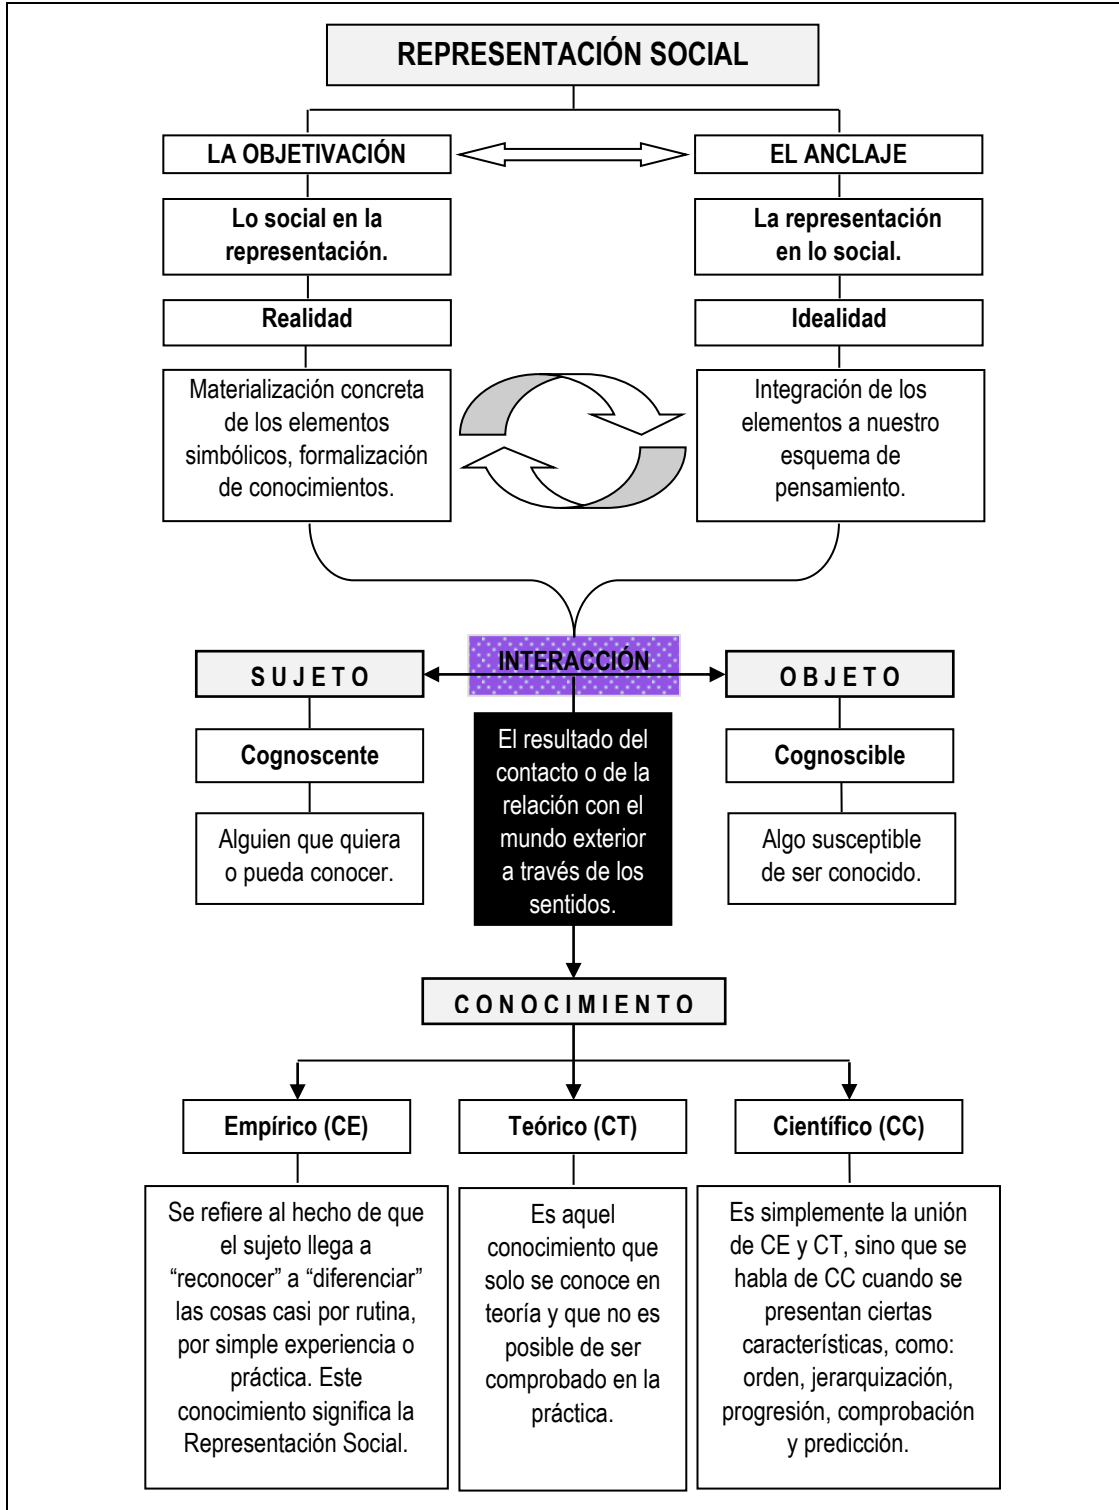 REPRESENTACIÓN SOCIAL
LA OBJETIVACIÓN
EL ANCLAJE
Lo social en la
representación.
La representación
en lo social.
Realidad
Idealidad
Materialización concreta
de los elementos
simbólicos, formalización
de conocimientos.
Integración de los
elementos a nuestro
esquema de
pensamiento.
INTERACCIÓN
S U J E T O
O B J E T O
Cognoscente
Cognoscible
Alguien que quiera
o pueda conocer.
El resultado del
contacto o de la
relación con el
mundo exterior
a través de los
sentidos.
Algo susceptible
de ser conocido.
C O N O C I M I E N T O
Empírico (CE)
Teórico (CT)
Científico (CC)
Se refiere al hecho de que
el sujeto llega a
“reconocer” a “diferenciar”
las cosas casi por rutina,
por simple experiencia o
práctica. Este
conocimiento significa la
Representación Social.
Es aquel
conocimiento que
solo se conoce en
teoría y que no es
posible de ser
comprobado en la
práctica.
Es simplemente la unión
de CE y CT, sino que se
habla de CC cuando se
presentan ciertas
características, como:
orden, jerarquización,
progresión, comprobación
y predicción.